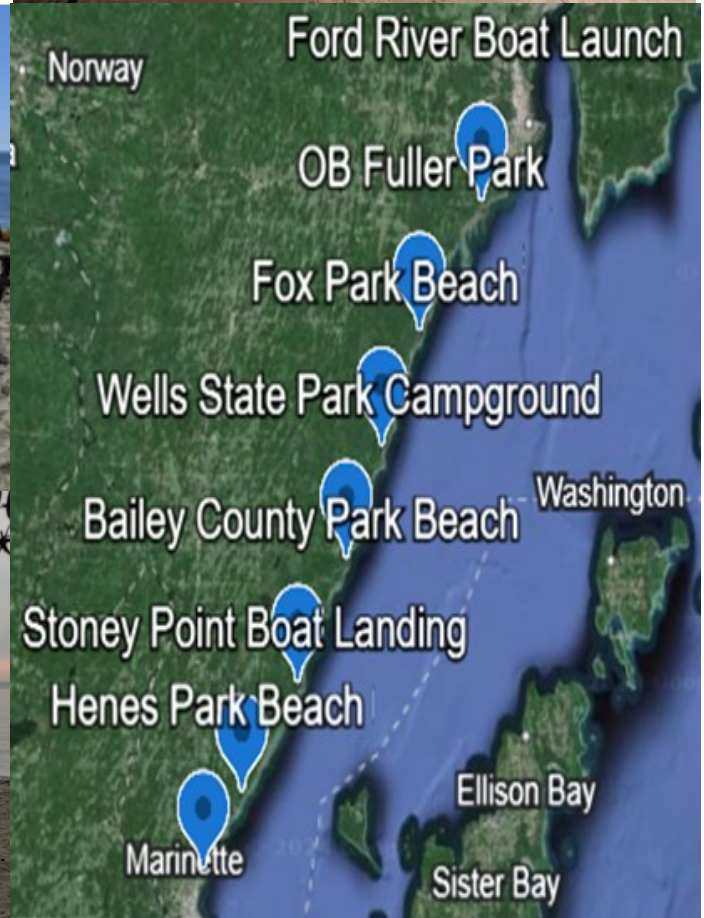 Ford River Boat Launch
Norway
OB Fuller Park
Fox Park Beach
Wells State Park Campground
Washington
Bailey County Park Beach
Stoney Point Boat Landing
Henes Park Beach
Ellison Bay
Marinette
Sister Bay